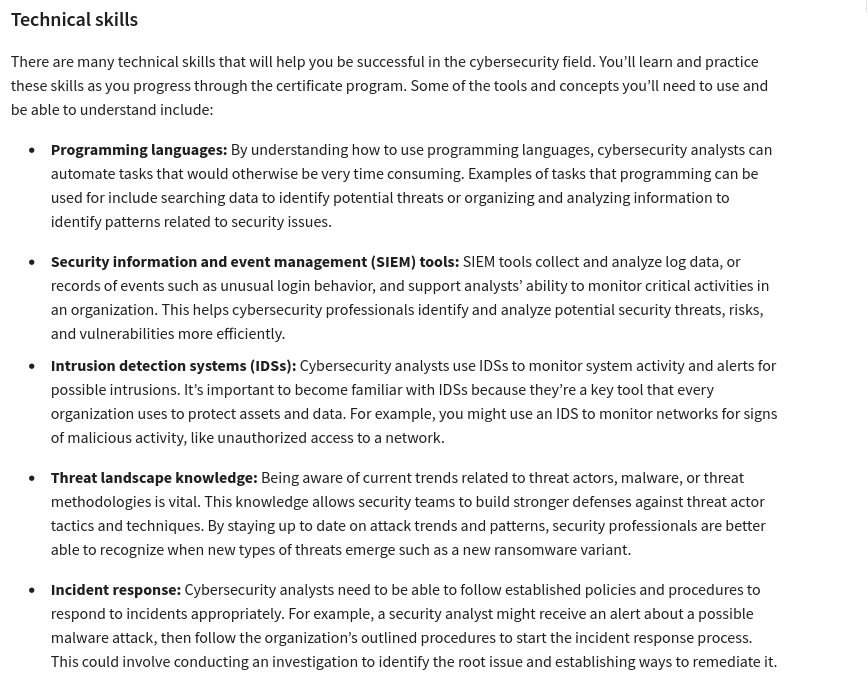 Technical skills
There are many technical skills that will help you be successful in the cybersecurity field. You’ll learn and practice
these skills as you progress through the certificate program. Some of the tools and concepts you’ll need to use and
be able to understand include:
• Programming languages: By understanding how to use programming languages, cybersecurity analysts can
automate tasks that would otherwise be very time consuming. Examples of tasks that programming can be
used for include searching data to identify potential threats or organizing and analyzing information to
identify patterns related to security issues.
• Security information and event management (SIEM) tools: SIEM tools collect and analyze log data, or
records of events such as unusual login behavior, and support analysts’ ability to monitor critical activities in
an organization. This helps cybersecurity professionals identify and analyze potential security threats, risks,
and vulnerabilities more efficiently.
• Intrusion detection systems (IDSs): Cybersecurity analysts use IDSs to monitor system activity and alerts for
possible intrusions. It’s important to become familiar with IDSs because they’re a key tool that every
organization uses to protect assets and data. For example, you might use an IDS to monitor networks for signs
of malicious activity, like unauthorized access to a network.
• Threat landscape knowledge: Being aware of current trends related to threat actors, malware, or threat
methodologies is vital. This knowledge allows security teams to build stronger defenses against threat actor
tactics and techniques. By staying up to date on attack trends and patterns, security professionals are better
able to recognize when new types of threats emerge such as a new ransomware variant.
• Incident response: Cybersecurity analysts need to be able to follow established policies and procedures to
respond to incidents appropriately. For example, a security analyst might receive an alert about a possible
malware attack, then follow the organization’s outlined procedures to start the incident response process.
This could involve conducting an investigation to identify the root issue and establishing ways to remediate it.